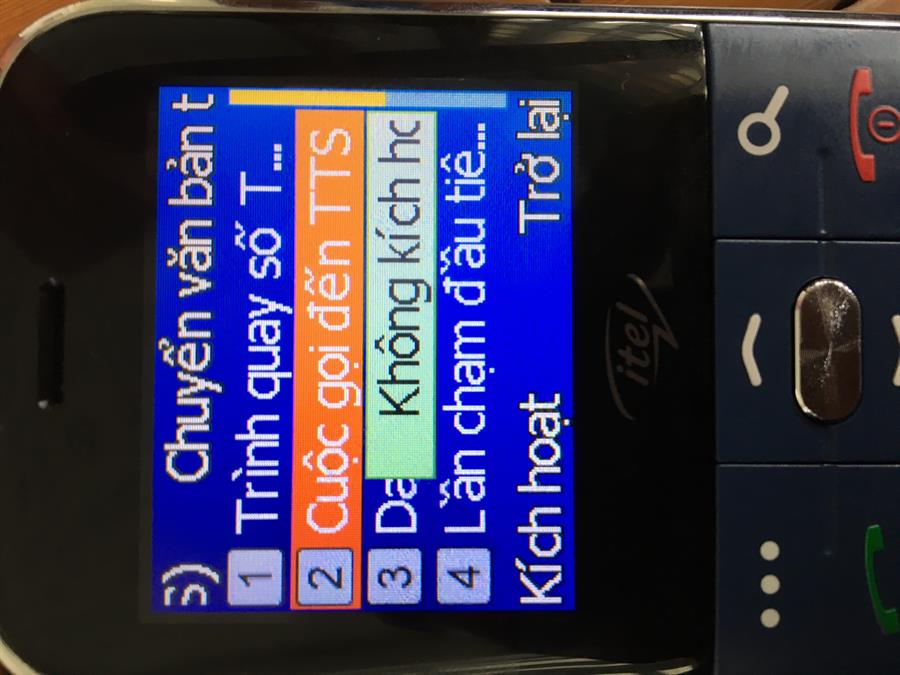 S) Chuyển văn bản t
1 Trình quay số T...
2 Cuộc gọi đến TTS
3 Da
Không kích ho
4 Lần chạm đầu tiê...
Kích hoạt Trở lại
itel